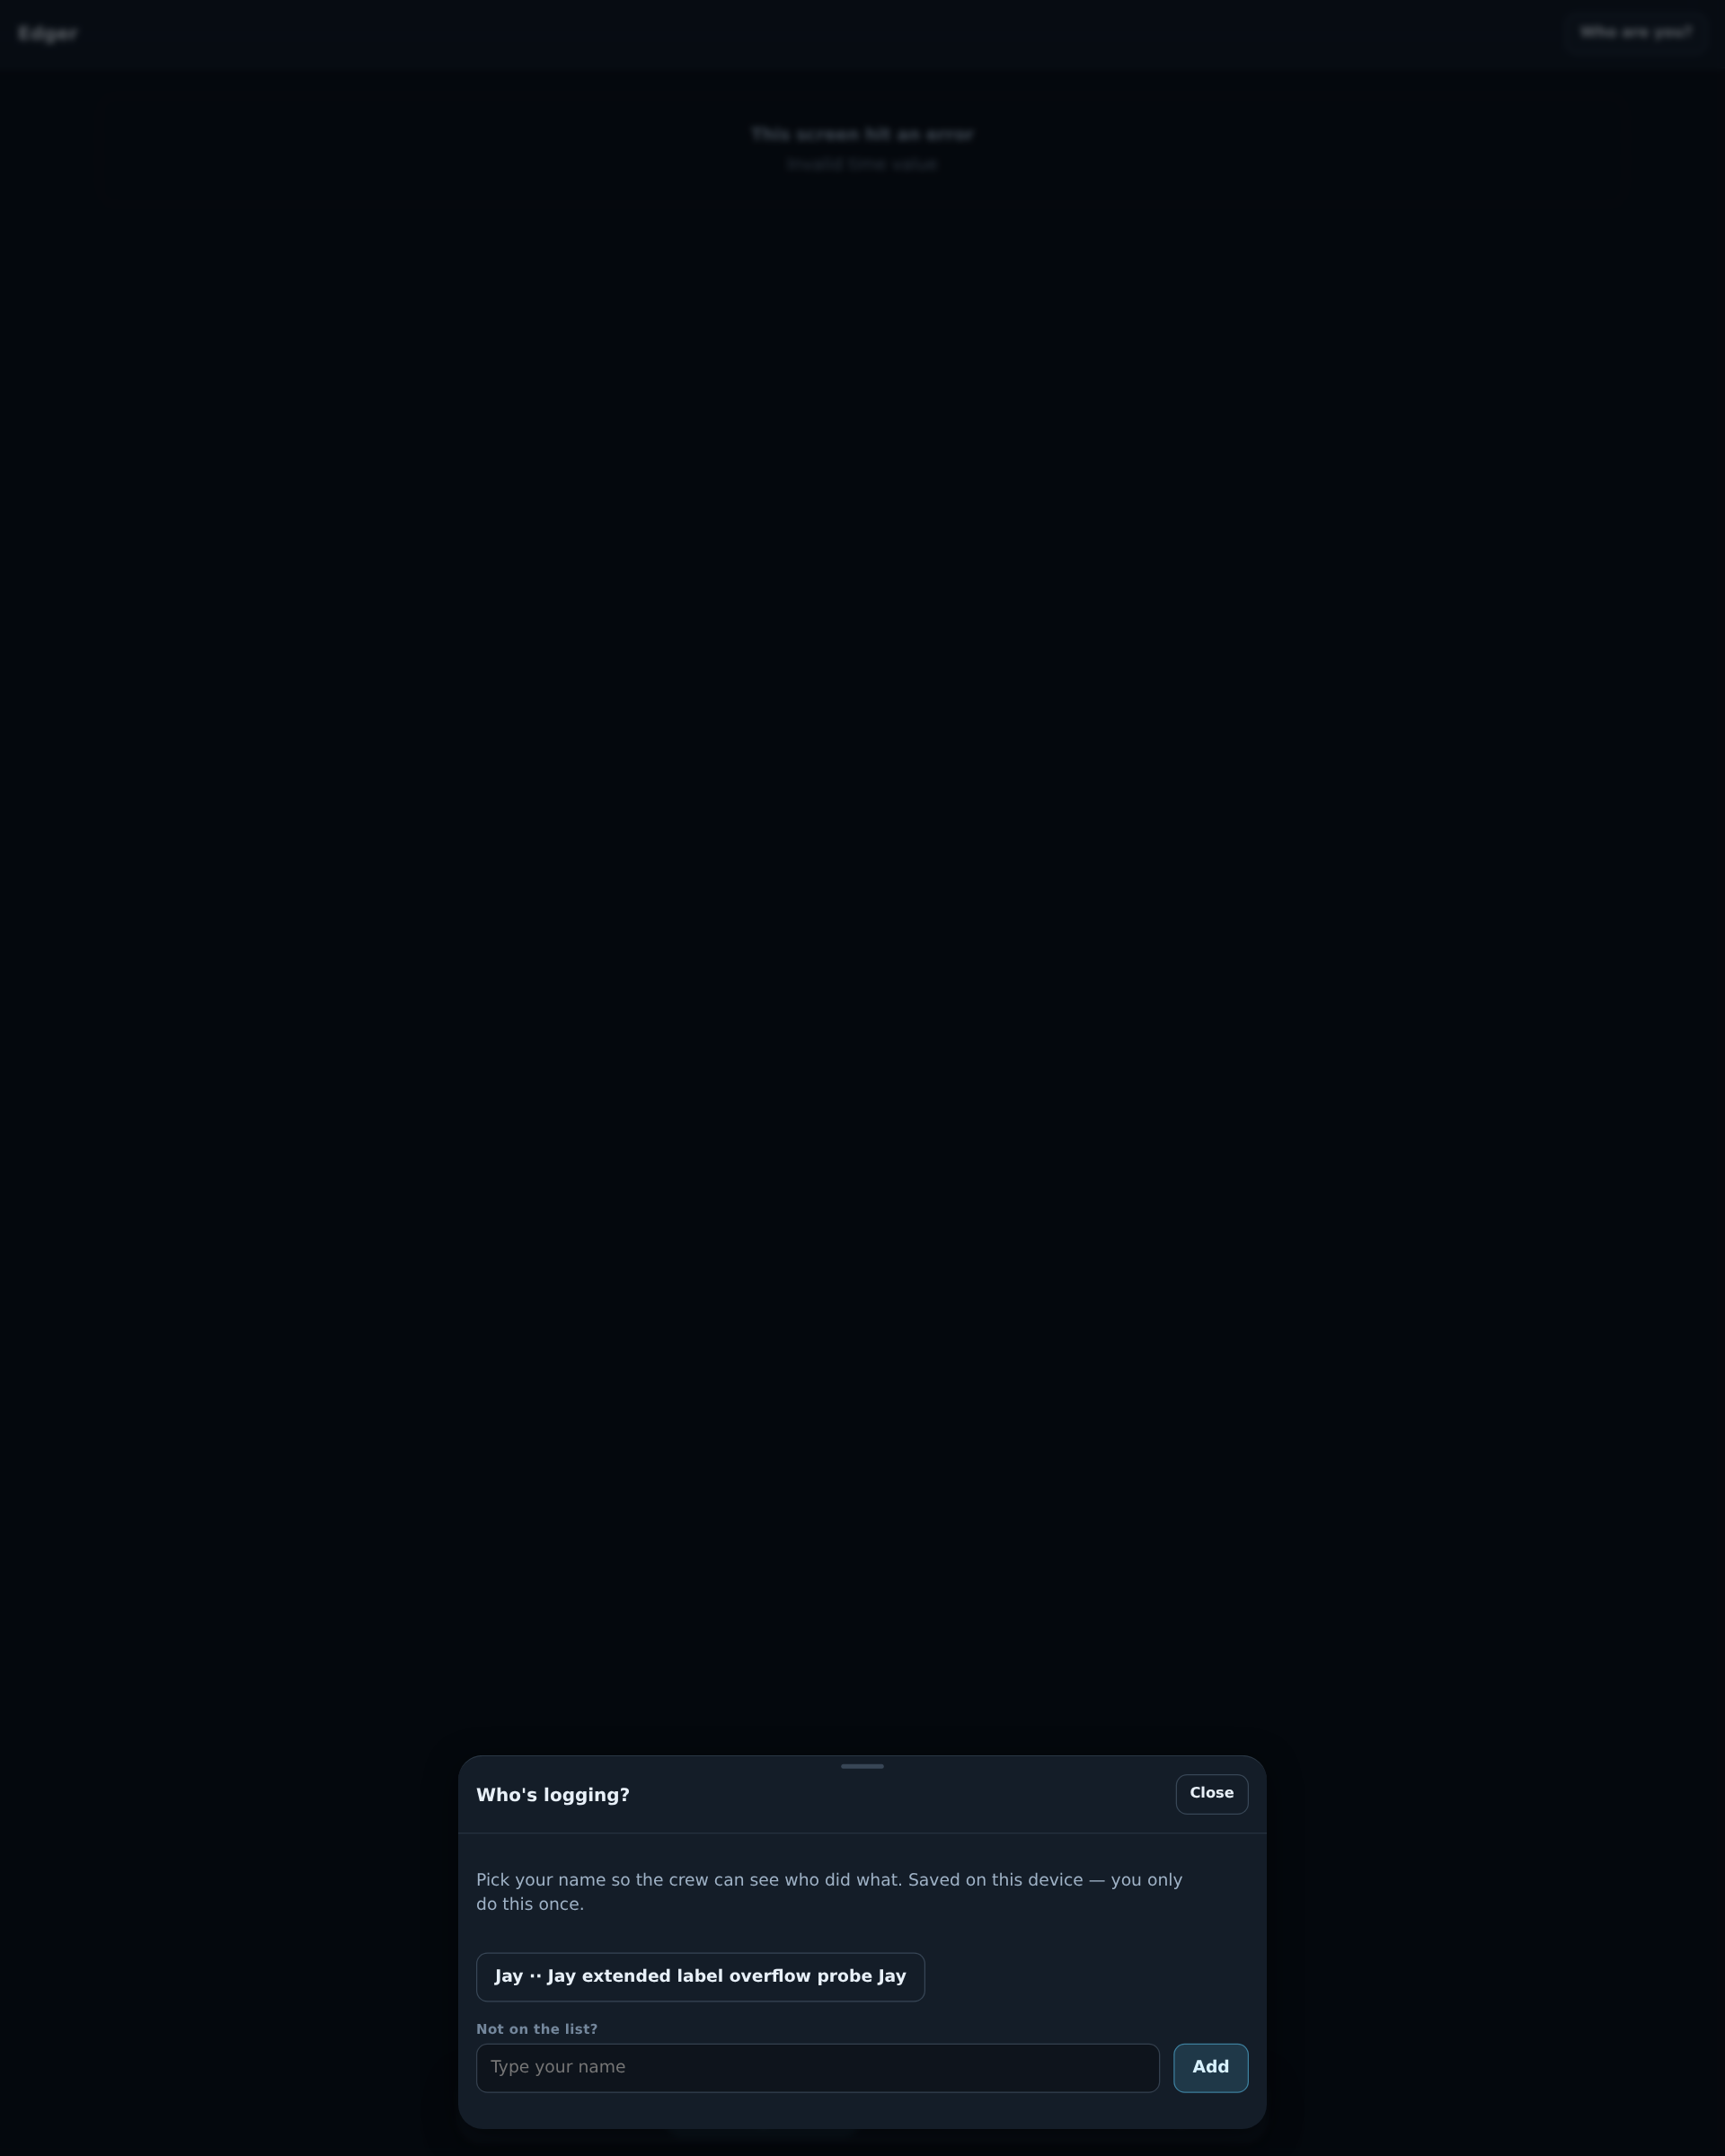 Edger
Who are you?
This screen hit an error
Invalid time value
Who's logging?
Close
Pick your name so the crew can see who did what. Saved on this device — you only
do this once.
Jay ·· Jay extended label overflow probe Jay
Not on the list?
Type your name
Add